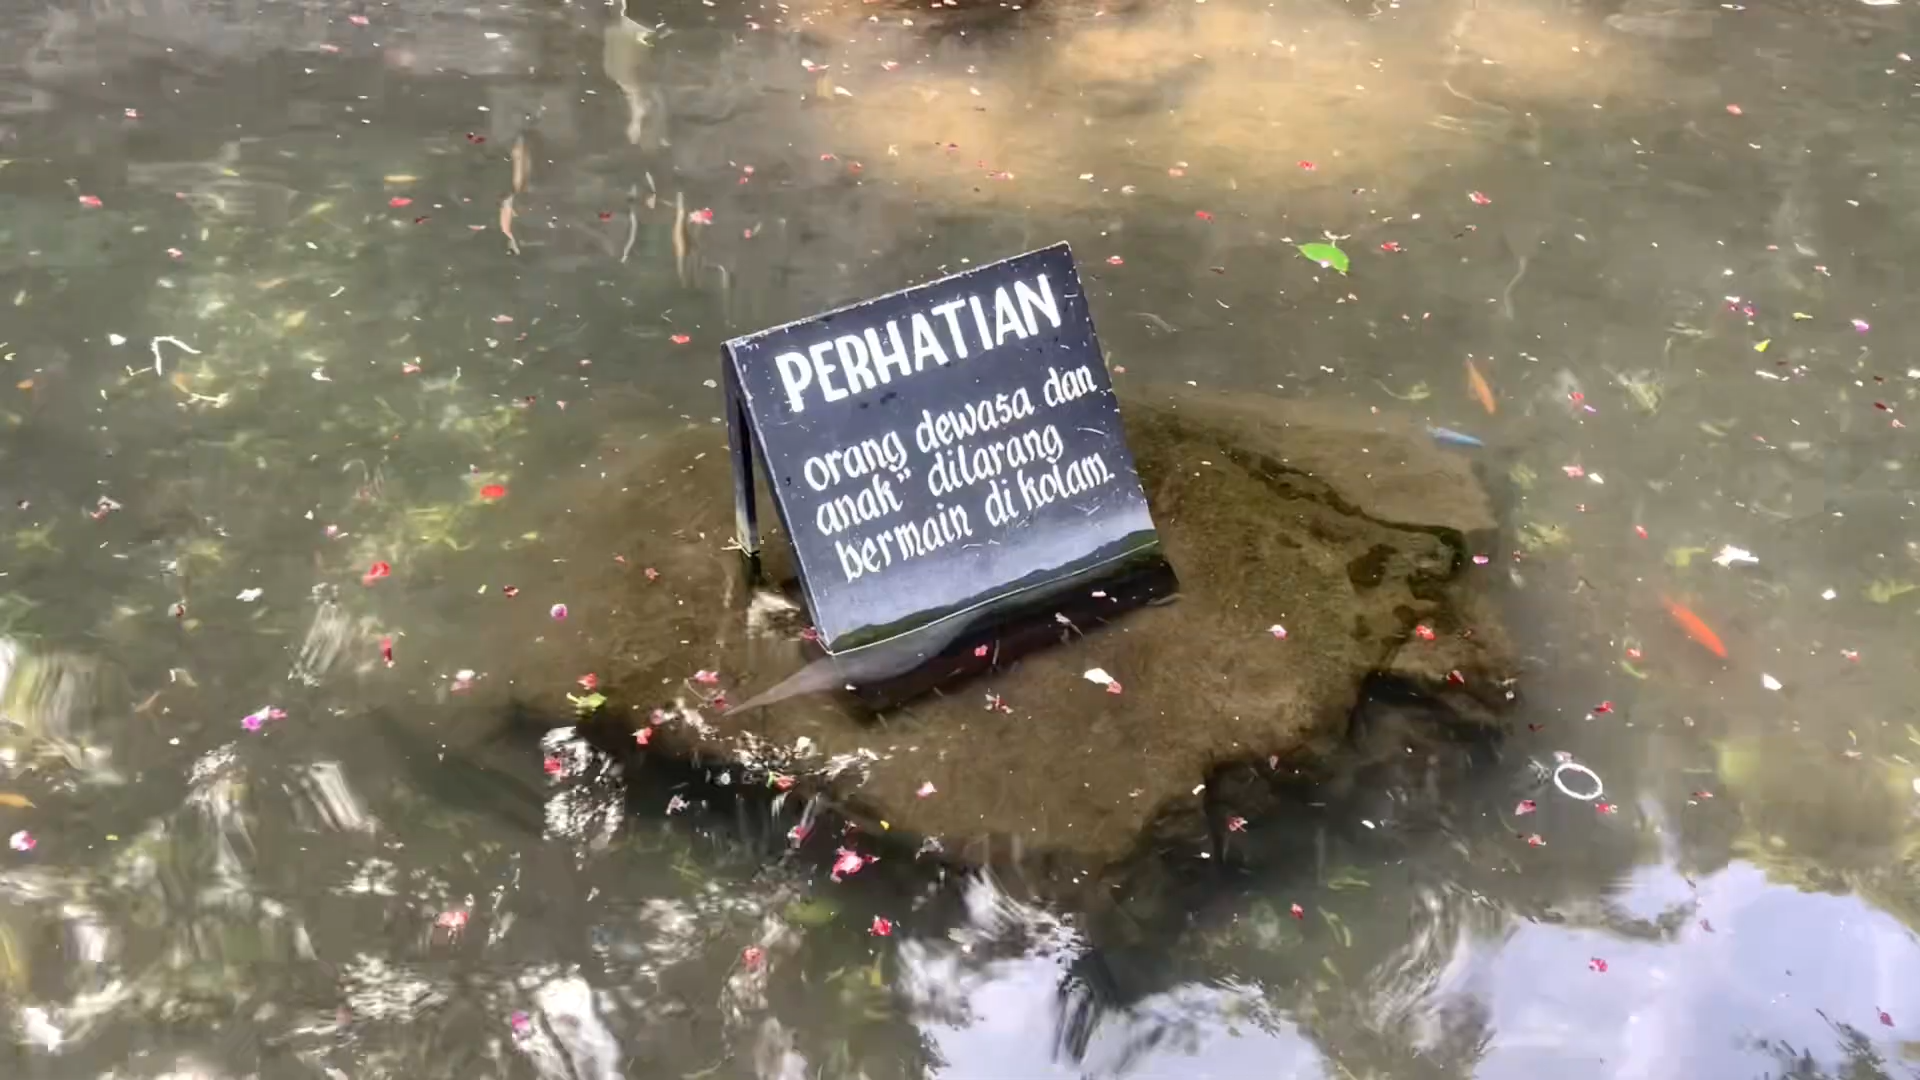 PERHATIAN
orang dewasa dan
anak" dilarang
bermain di kolam.